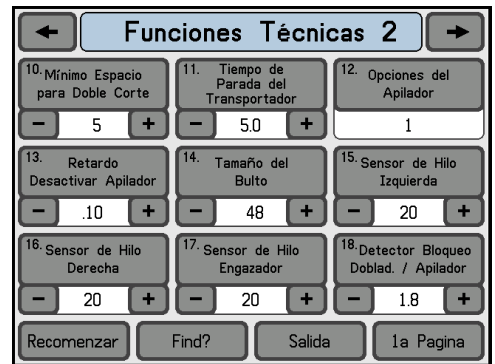 Funciones Técnicas 2
10. Mínimo Espacio
para Doble Corte
- 5 +
11. Tiempo de
Parada del
Transportador
- 5.0 +
12. Opciones del
Apilador
1
13. Retardo
Desactivar Apilador
- .10 +
14. Tamaño del
Bulto
- 48 +
15. Sensor de Hilo
Izquierda
- 20 +
16. Sensor de Hilo
Derecha
- 20 +
17. Sensor de Hilo
Engazador
- 20 +
18. Detector Bloqueo
Doblad. / Apilador
- 1.8 +
Recomenzar
Find?
Salida
1a Pagina